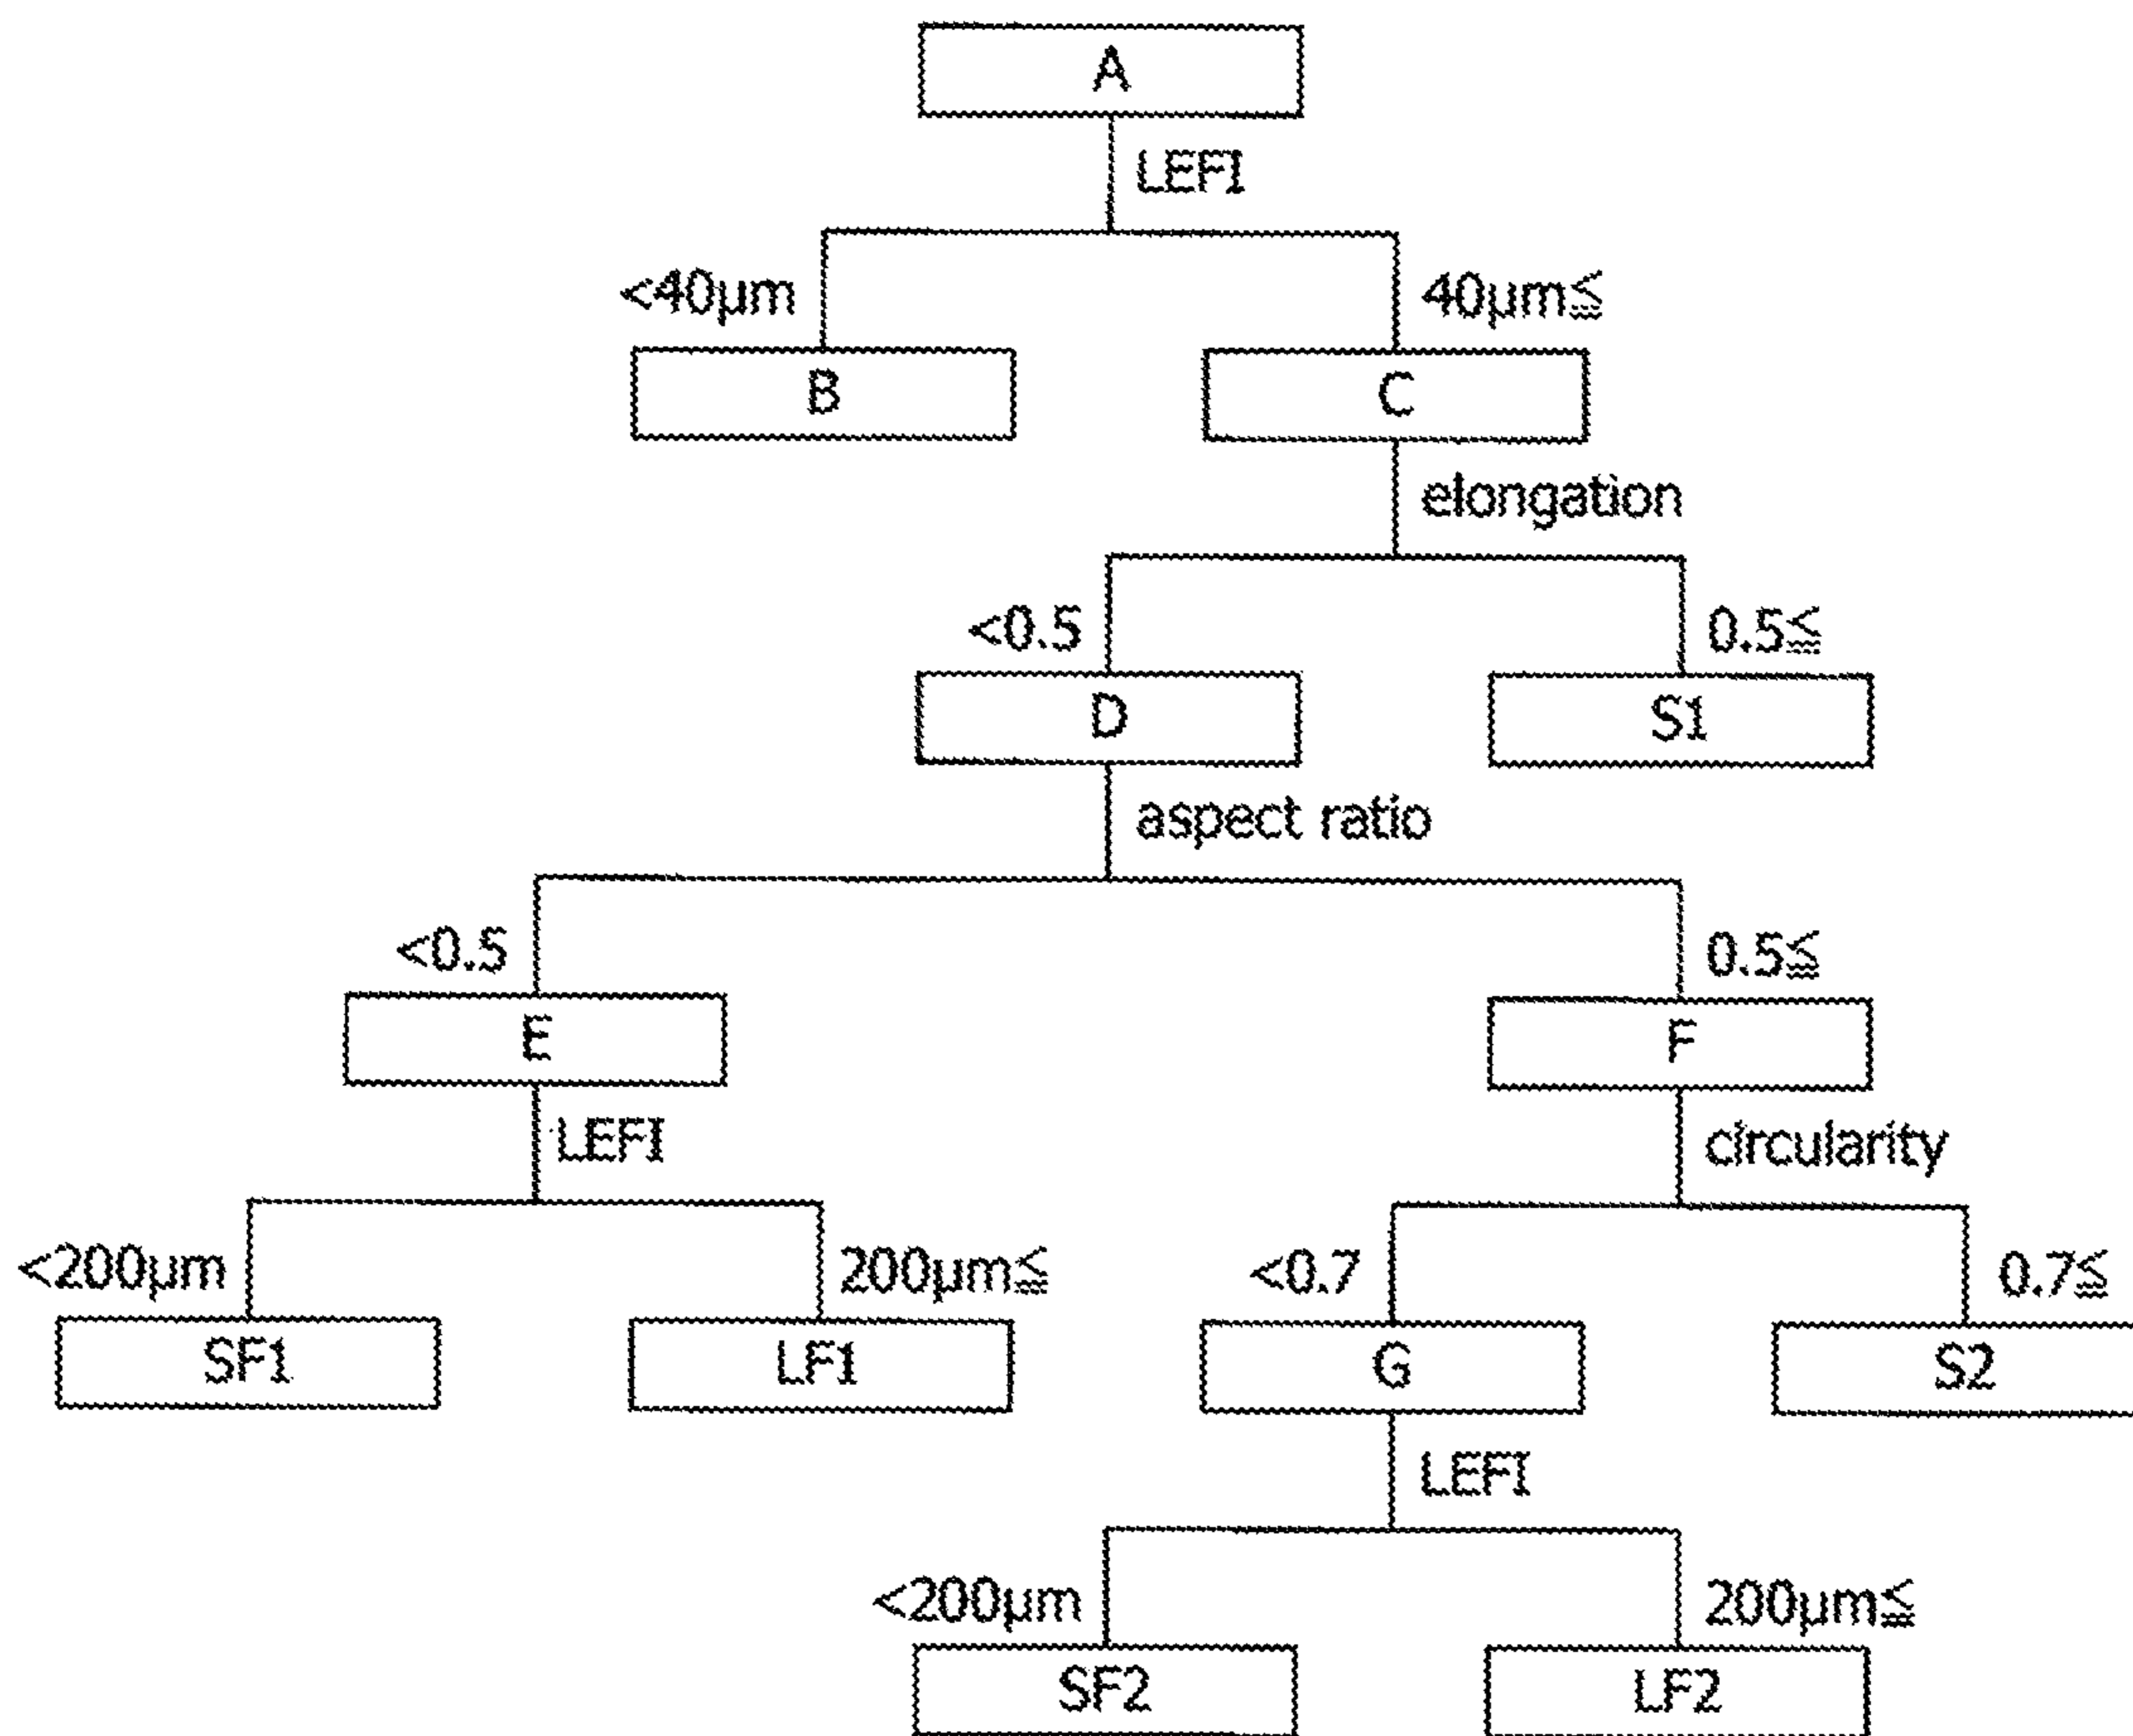 A
LEFI
<40µm 40µm≦
B C
elongation
<0.5 0.5≦
D S1
aspect ratio
<0.5 0.5≦
E F
LEFI circularity
<200µm 200µm≦ <0.7 0.7≦
SF1 LF1 G S2
LEFI
<200µm 200µm≦
SF2 LF2